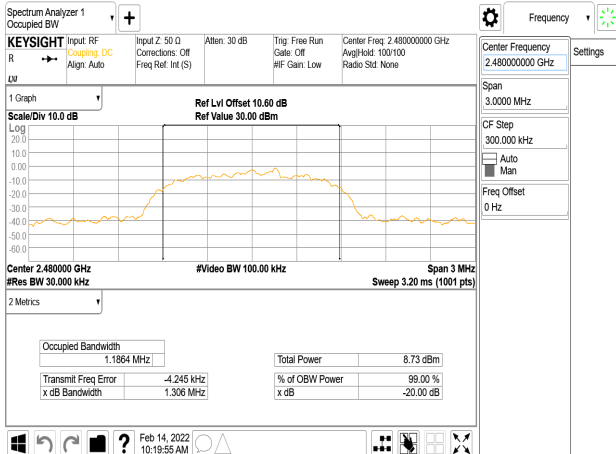 Spectrum Analyzer 1
Occupied BW
Frequency
KEYSIGHT
R
Input: RF
Coupling: DC
Align: Auto
Input Z: 50 Ω
Corrections: Off
Freq Ref: Int (S)
Atten: 30 dB
Trig: Free Run
Gate: Off
#IF Gain: Low
Center Freq: 2.480000000 GHz
Avg|Hold: 100/100
Radio Std: None
Center Frequency
2.480000000 GHz
Settings
Span
3.0000 MHz
CF Step
300.000 kHz
Auto
Man
Freq Offset
0 Hz
1 Graph
Scale/Div 10.0 dB
Ref Lvl Offset 10.60 dB
Ref Value 30.00 dBm
Log
20.0
10.0
0.00
-10.0
-20.0
-30.0
-40.0
-50.0
-60.0
Center 2.480000 GHz
#Video BW 100.00 kHz
Span 3 MHz
#Res BW 30.000 kHz
Sweep 3.20 ms (1001 pts)
2 Metrics
Occupied Bandwidth
1.1864 MHz
Total Power 8.73 dBm
Transmit Freq Error -4.245 kHz
% of OBW Power 99.00 %
x dB Bandwidth 1.306 MHz
x dB -20.00 dB
?
Feb 14, 2022
10:19:55 AM